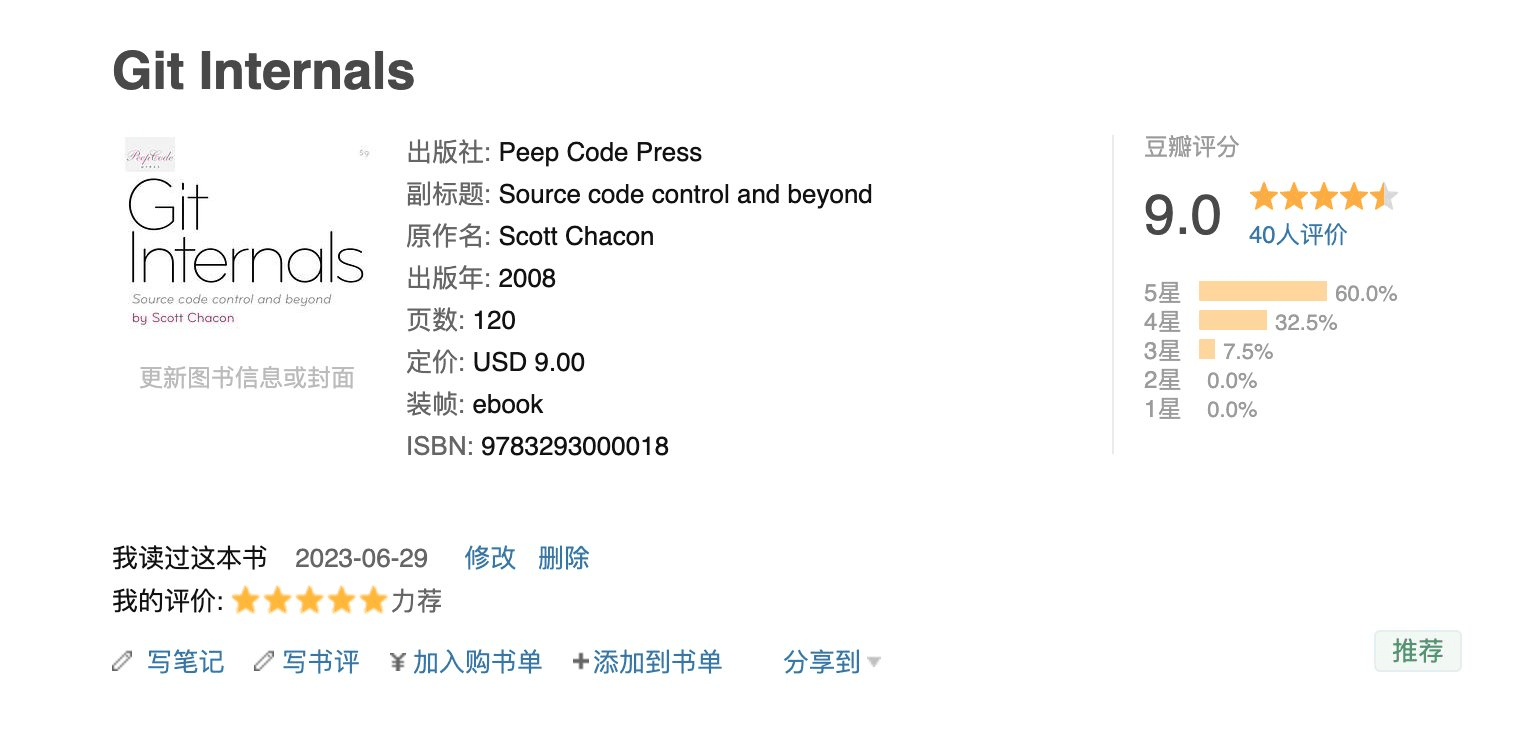 Git Internals
PeepCode
$9
Git
Internals
Source code control and beyond
by Scott Chacon
更新图书信息或封面
出版社: Peep Code Press
副标题: Source code control and beyond
原作名: Scott Chacon
出版年: 2008
页数: 120
定价: USD 9.00
装帧: ebook
ISBN: 9783293000018
豆瓣评分
9.0
40人评价
5星 60.0%
4星 32.5%
3星 7.5%
2星 0.0%
1星 0.0%
我读过这本书 2023-06-29 修改 删除
我的评价: 力荐
写笔记 写书评 ¥加入购书单 +添加到书单 分享到
推荐